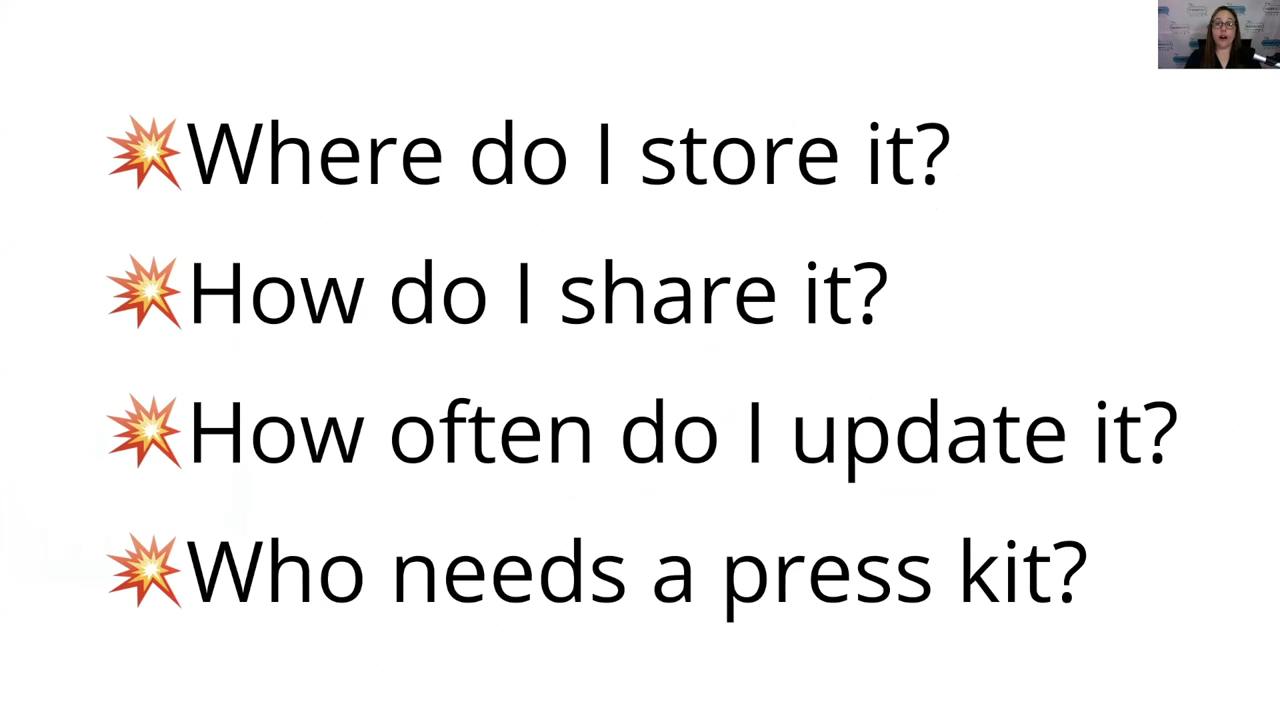 Where do I store it?
How do I share it?
How often do I update it?
Who needs a press kit?